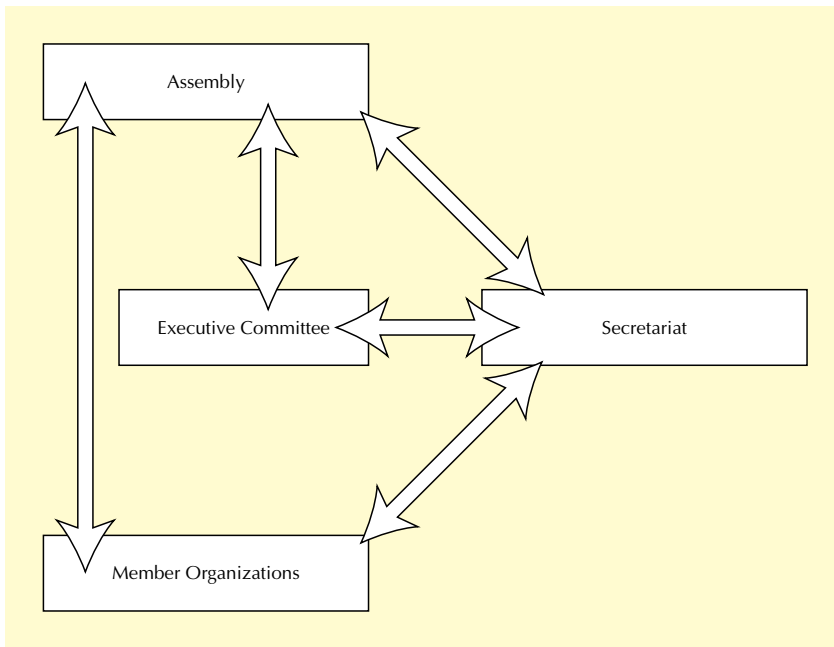 Assembly
Executive Committee
Secretariat
Member Organizations